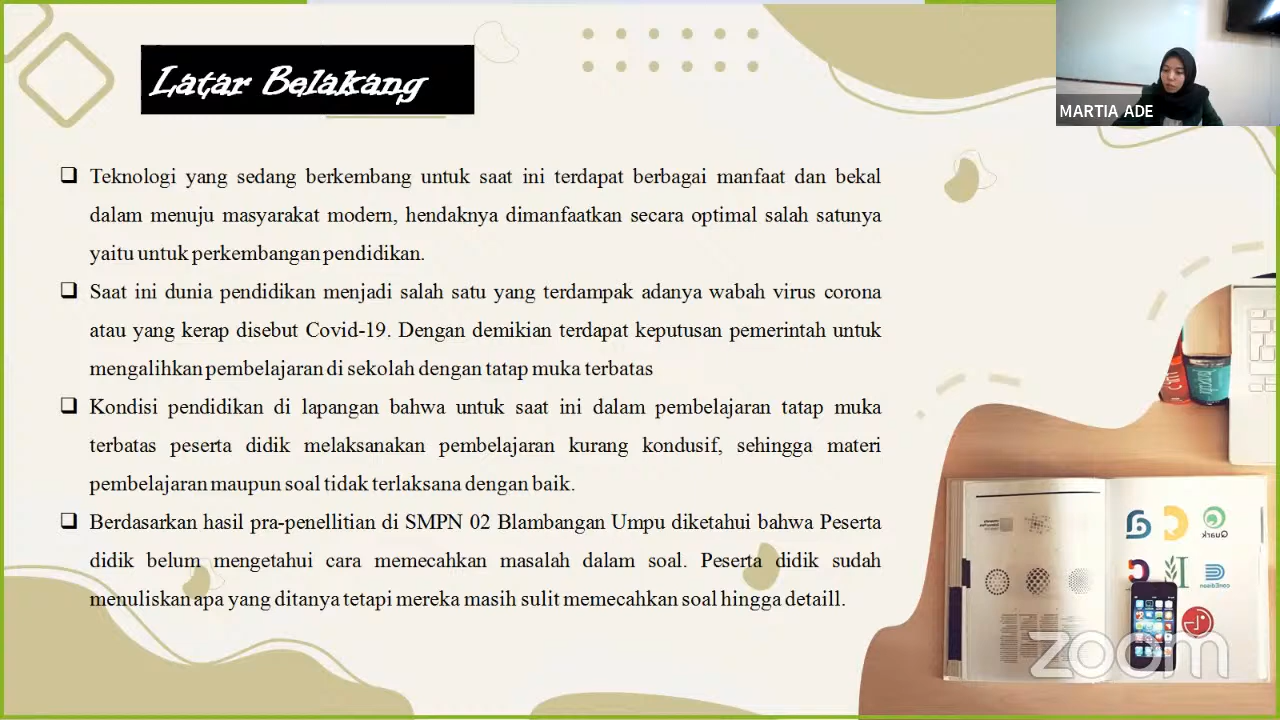 Latar Belakang
MARTIA ADE
❑ Teknologi yang sedang berkembang untuk saat ini terdapat berbagai manfaat dan bekal
dalam menuju masyarakat modern, hendaknya dimanfaatkan secara optimal salah satunya
yaitu untuk perkembangan pendidikan.
❑ Saat ini dunia pendidikan menjadi salah satu yang terdampak adanya wabah virus corona
atau yang kerap disebut Covid-19. Dengan demikian terdapat keputusan pemerintah untuk
mengalihkan pembelajaran di sekolah dengan tatap muka terbatas
❑ Kondisi pendidikan di lapangan bahwa untuk saat ini dalam pembelajaran tatap muka
terbatas peserta didik melaksanakan pembelajaran kurang kondusif, sehingga materi
pembelajaran maupun soal tidak terlaksana dengan baik.
❑ Berdasarkan hasil pra-penellitian di SMPN 02 Blambangan Umpu diketahui bahwa Peserta
didik belum mengetahui cara memecahkan masalah dalam soal. Peserta didik sudah
menuliskan apa yang ditanya tetapi mereka masih sulit memecahkan soal hingga detaill.
Quark
zoom